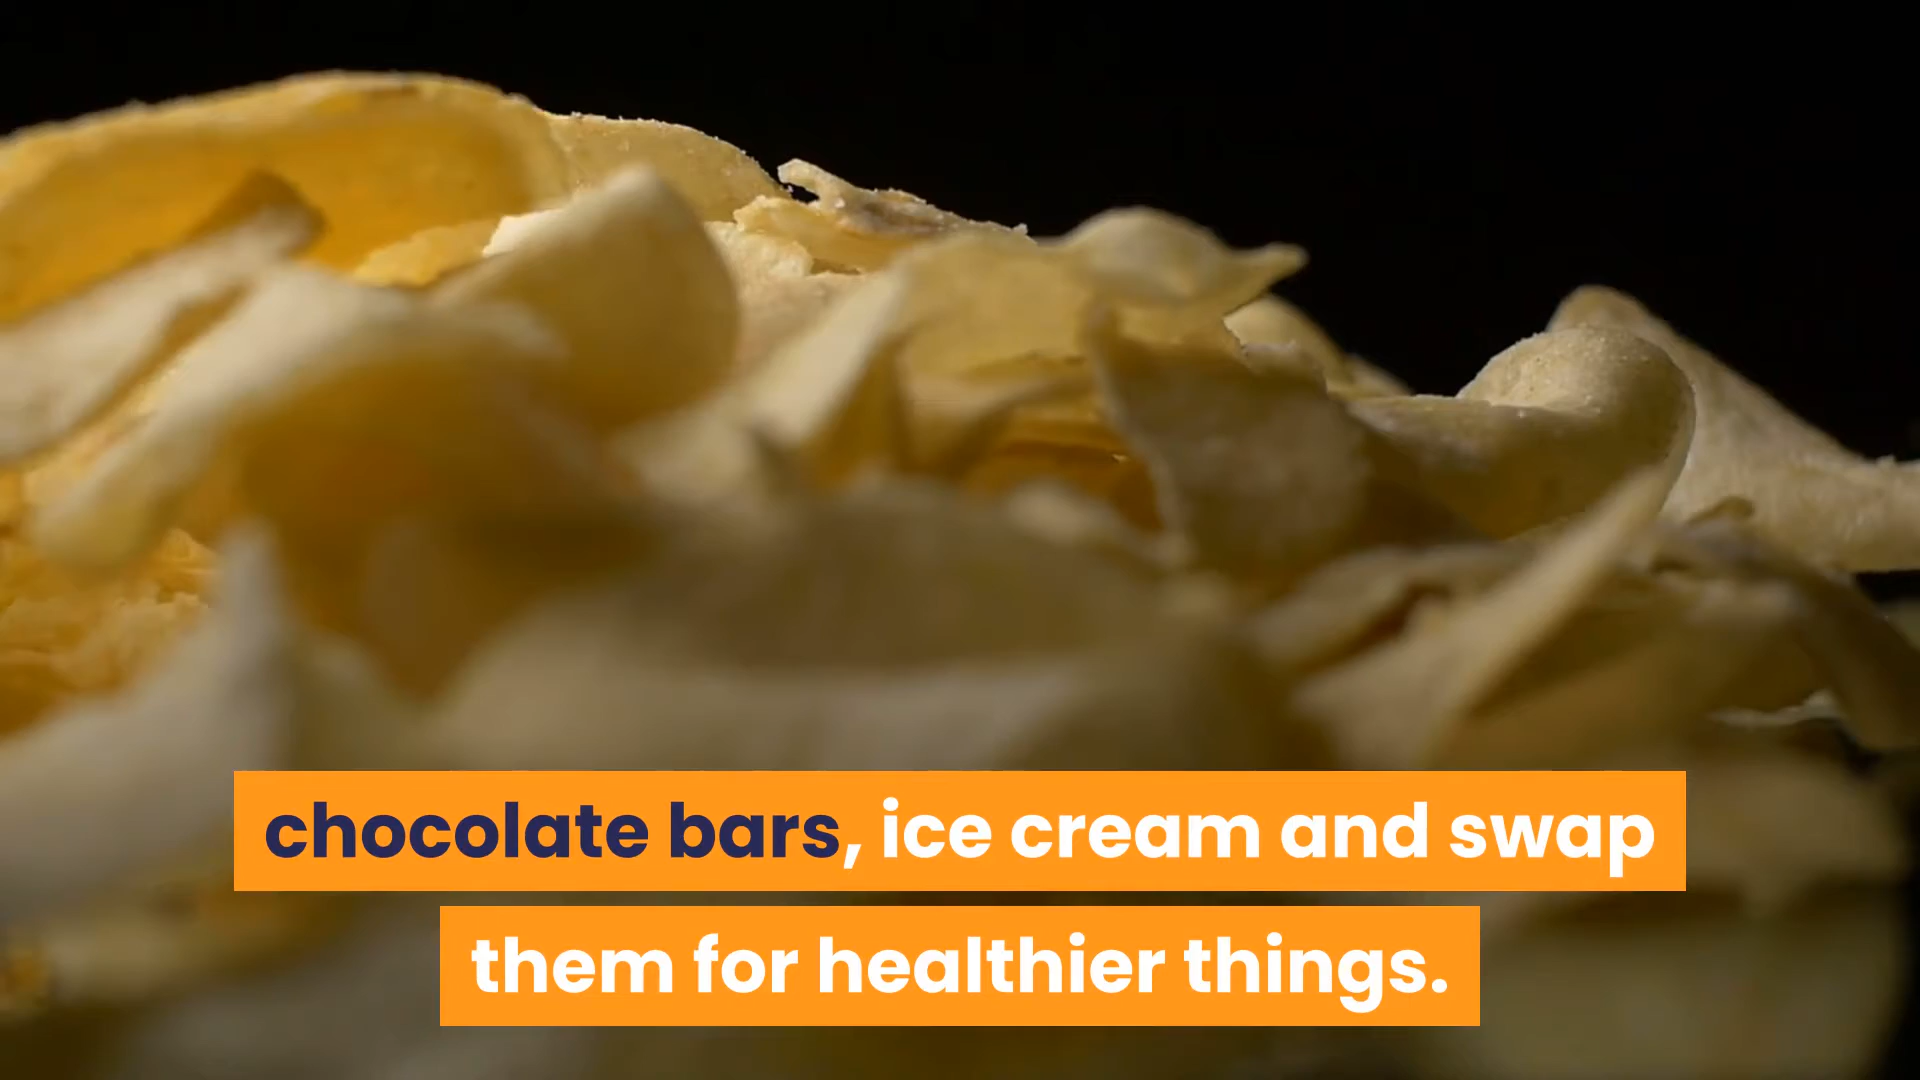 chocolate bars, ice cream and swap
them for healthier things.